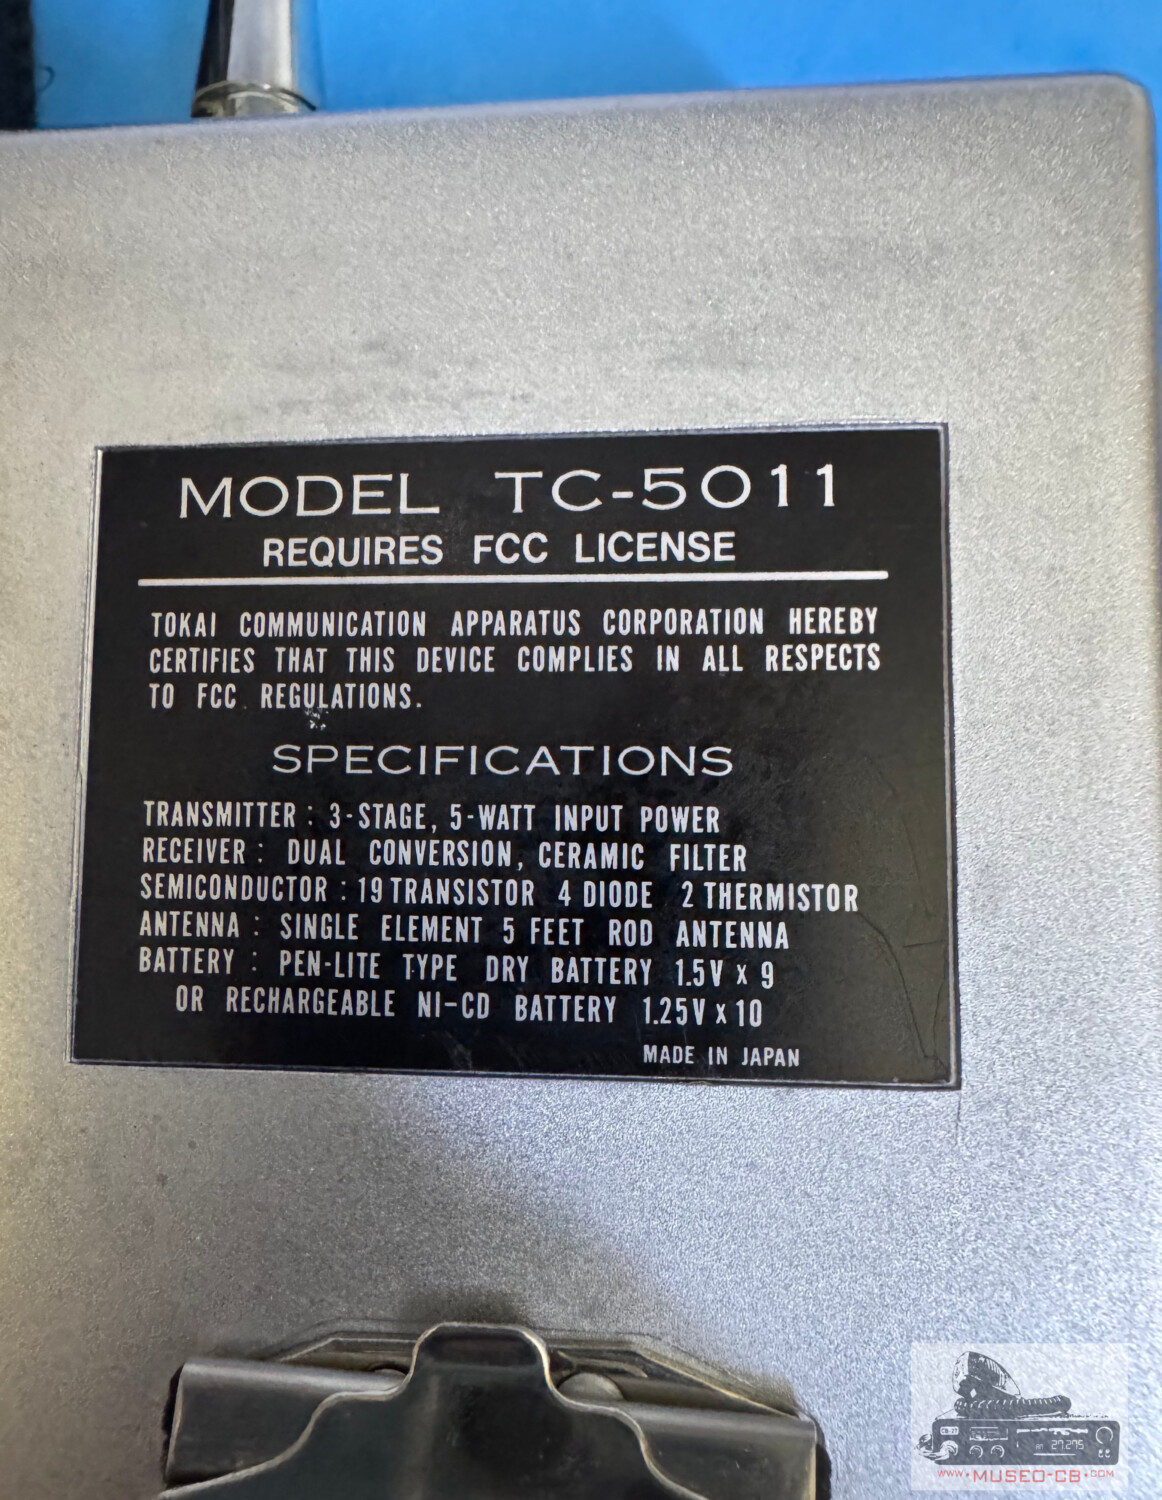 MODEL TC-5011
REQUIRES FCC LICENSE
TOKAI COMMUNICATION APPARATUS CORPORATION HEREBY
CERTIFIES THAT THIS DEVICE COMPLIES IN ALL RESPECTS
TO FCC REGULATIONS.
SPECIFICATIONS
TRANSMITTER : 3-STAGE, 5-WATT INPUT POWER
RECEIVER : DUAL CONVERSION, CERAMIC FILTER
SEMICONDUCTOR : 19 TRANSISTOR 4 DIODE 2 THERMISTOR
ANTENNA : SINGLE ELEMENT 5 FEET ROD ANTENNA
BATTERY : PEN-LITE TYPE DRY BATTERY 1.5V x 9
OR RECHARGEABLE NI-CD BATTERY 1.25V x 10
MADE IN JAPAN
27.275
WWW.MUSEO-CB.COM